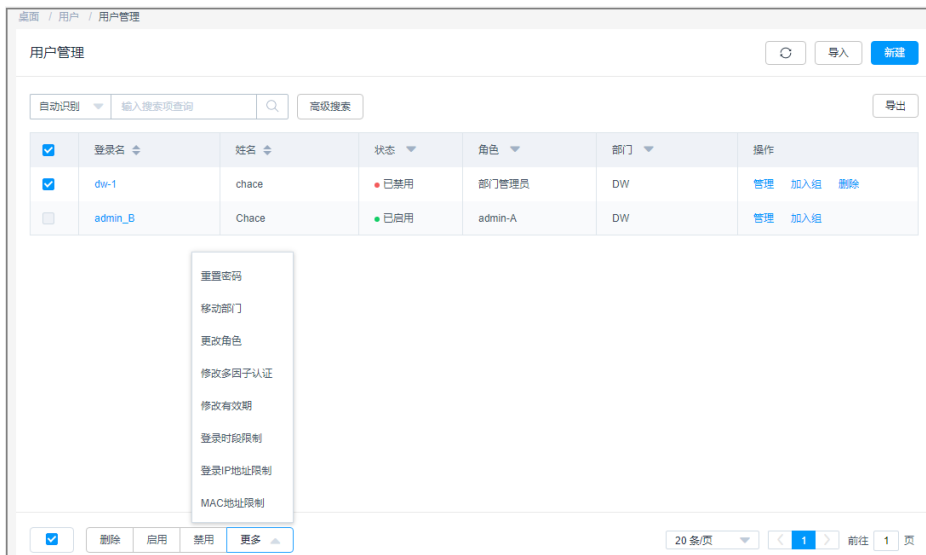 桌面 / 用户 / 用户管理
用户管理
导入 新建
自动识别 输入搜索项查询 高级搜索 导出
登录名 姓名 状态 角色 部门 操作
dw-1 chace 已禁用 部门管理员 DW 管理 加入组 删除
admin_B Chace 已启用 admin-A DW 管理 加入组
重置密码
移动部门
更改角色
修改多因子认证
修改有效期
登录时段限制
登录IP地址限制
MAC地址限制
删除 启用 禁用 更多 20 条/页 1 前往 1 页